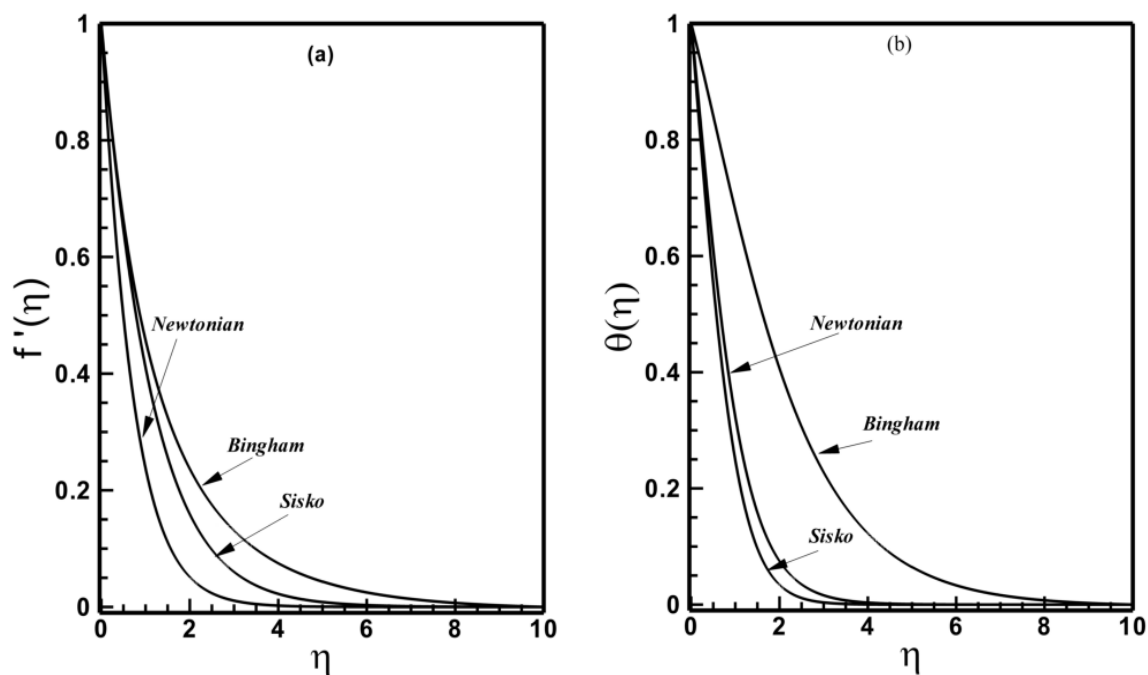 (a)
1
0.8
0.6
0.4
0.2
0
f '(η)
Newtonian
Bingham
Sisko
0 2 4 6 8 10
η
(b)
1
0.8
0.6
0.4
0.2
0
θ(η)
Newtonian
Bingham
Sisko
0 2 4 6 8 10
η